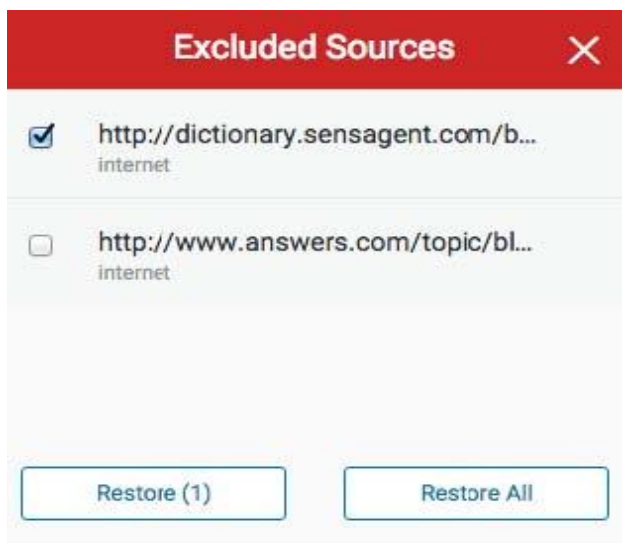 Excluded Sources
http://dictionary.sensagent.com/b...
internet
http://www.answers.com/topic/bl...
internet
Restore (1)
Restore All